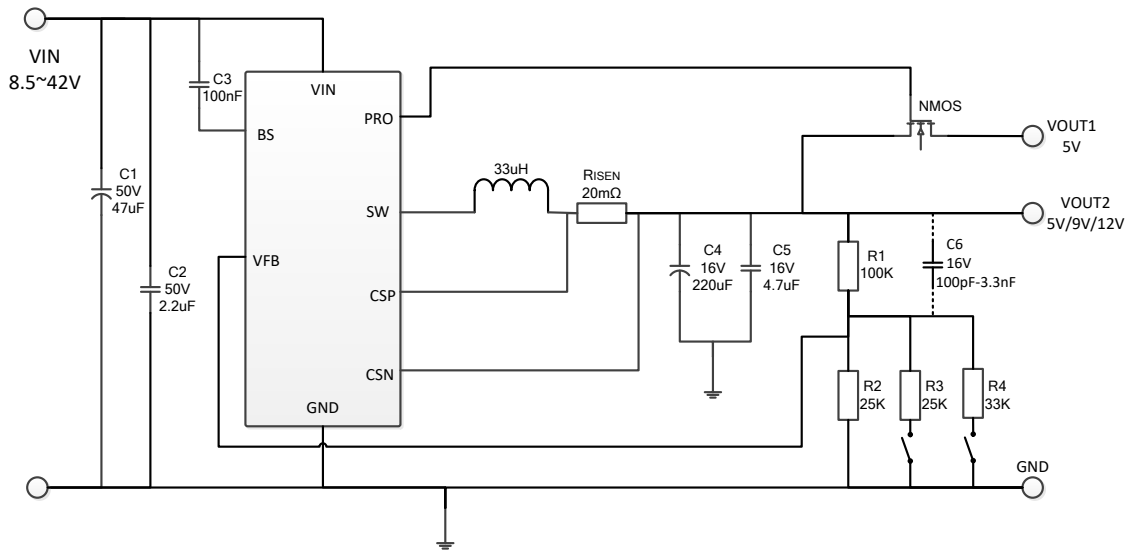 VIN
8.5~42V
C1
50V
47uF
C2
50V
2.2uF
C3
100nF
VIN
BS
PRO
SW
VFB
CSP
CSN
GND
33uH
RISEN
20mΩ
C4
16V
220uF
C5
16V
4.7uF
NMOS
VOUT1
5V
VOUT2
5V/9V/12V
R1
100K
C6
16V
100pF-3.3nF
R2
25K
R3
25K
R4
33K
GND